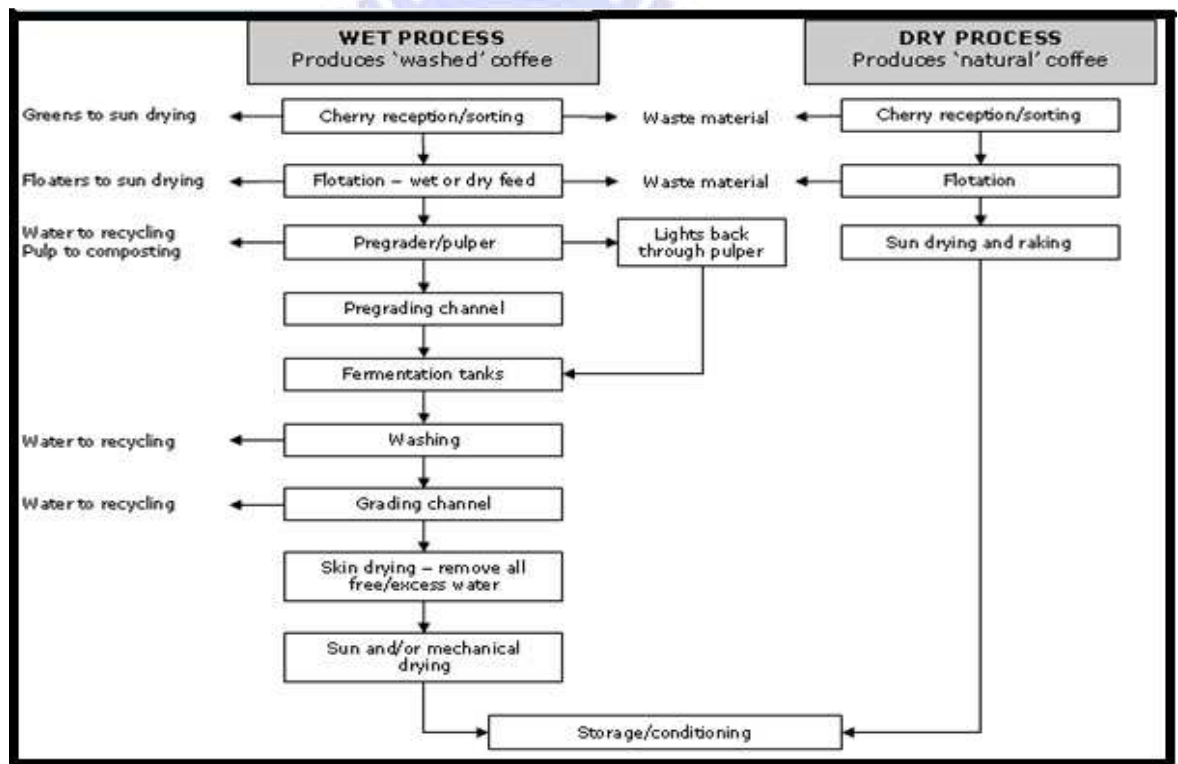 WET PROCESS
Produces ‘washed’ coffee
DRY PROCESS
Produces ‘natural’ coffee
Greens to sun drying
Cherry reception/sorting
Waste material
Cherry reception/sorting
Floaters to sun drying
Flotation – wet or dry feed
Waste material
Flotation
Water to recycling
Pulp to composting
Pregrader/pulper
Lights back
through pulper
Sun drying and raking
Pregrading channel
Fermentation tanks
Water to recycling
Washing
Water to recycling
Grading channel
Skin drying – remove all
free/excess water
Sun and/or mechanical
drying
Storage/conditioning